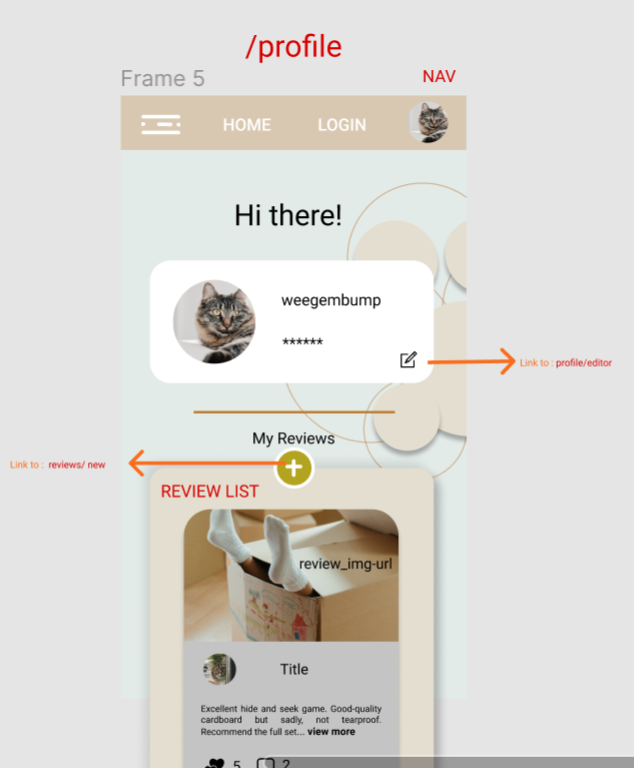 /profile
Frame 5
NAV
HOME
LOGIN
Hi there!
weegembump
******
Link to : profile/editor
My Reviews
Link to : reviews/ new
REVIEW LIST
review_img-url
Title
Excellent hide and seek game. Good-quality
cardboard but sadly, not tearproof.
Recommend the full set... view more
5
2